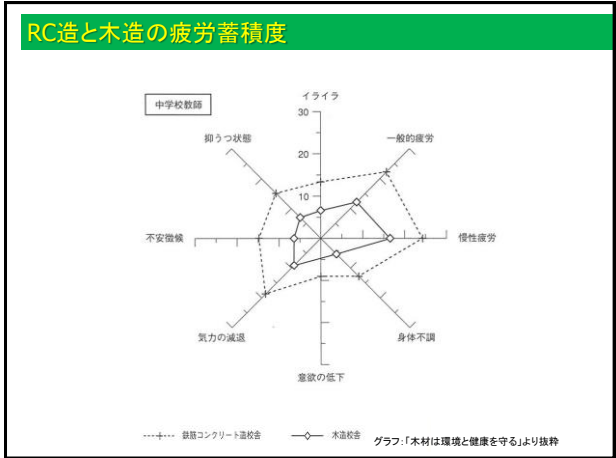 RC造と木造の疲労蓄積度
中学校教師
イライラ
30
20
10
一般的疲労
慢性疲労
身体不調
意欲の低下
気力の減退
不安徴候
抑うつ状態
鉄筋コンクリート造校舎
木造校舎
グラフ:「木材は環境と健康を守る」より抜粋